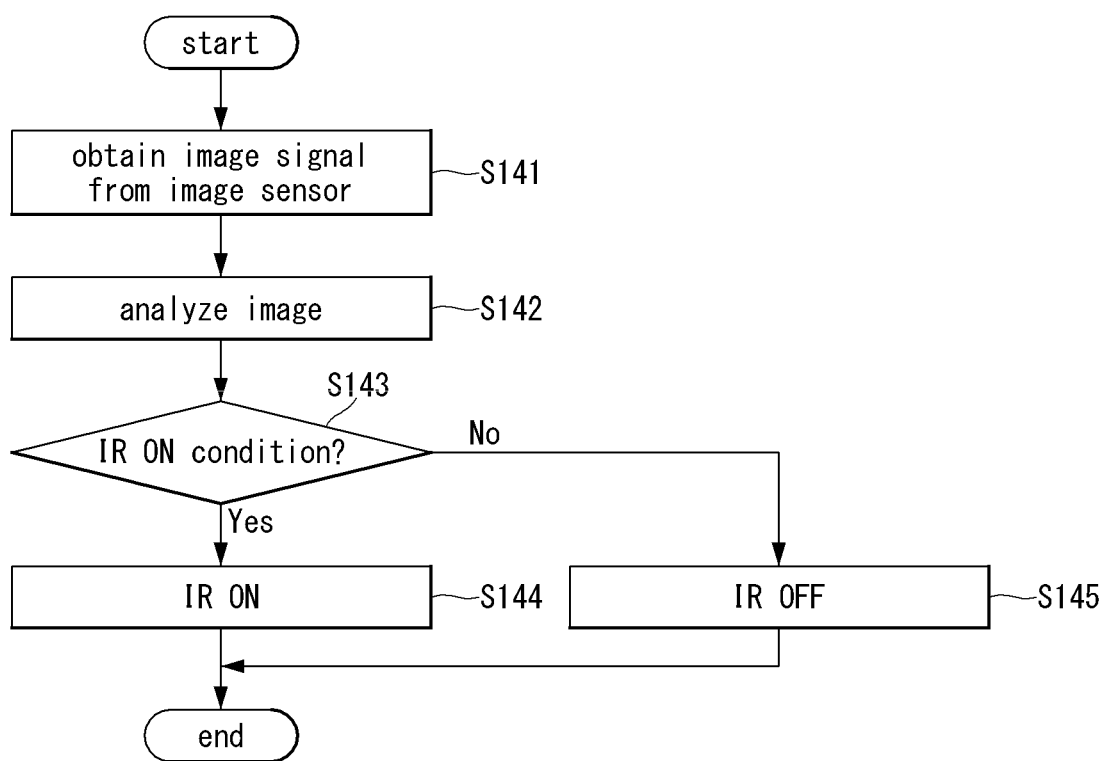 start
obtain image signal
from image sensor
S141
analyze image
S142
S143
IR ON condition?
No
Yes
IR ON
S144
IR OFF
S145
end